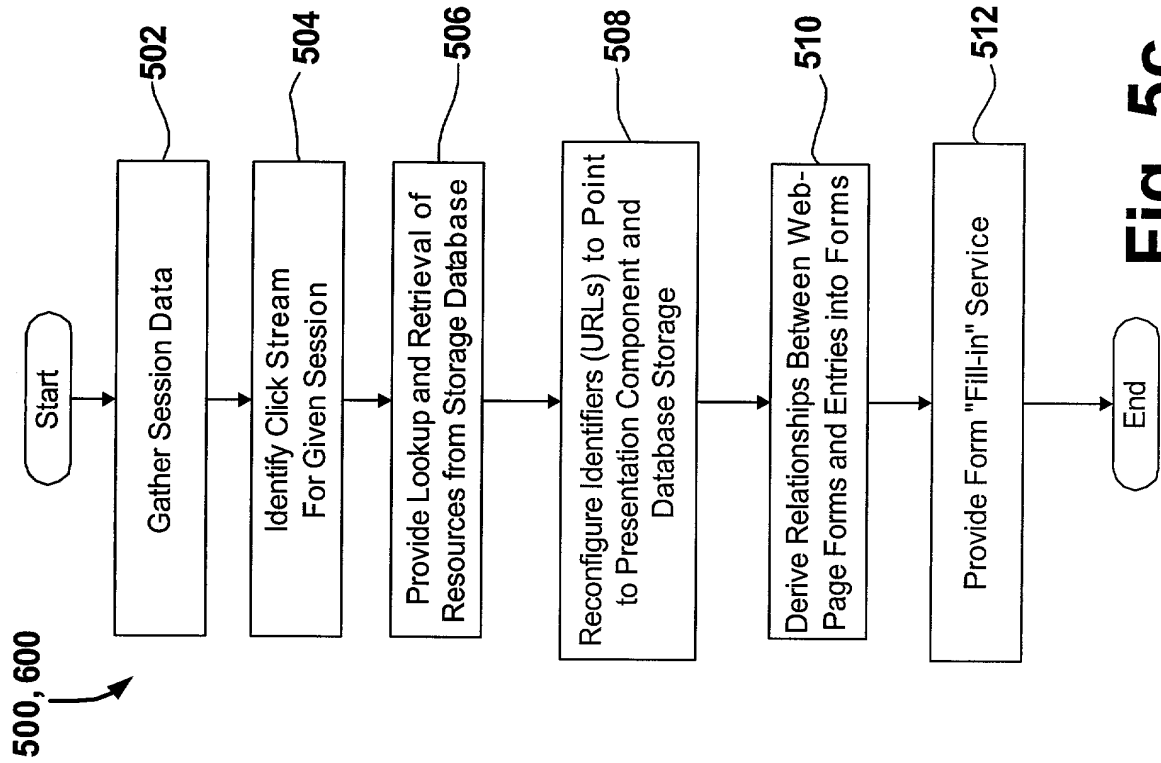 500, 600
Start
Gather Session Data
502
Identify Click Stream
For Given Session
504
Provide Lookup and Retrieval of
Resources from Storage Database
506
Reconfigure Identifiers (URLs) to Point
to Presentation Component and
Database Storage
508
Derive Relationships Between Web-
Page Forms and Entries into Forms
510
Provide Form "Fill-in" Service
512
End
Fig.